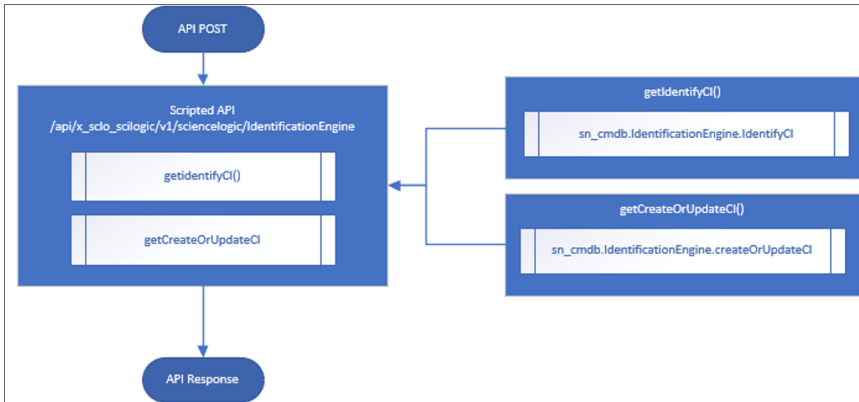 API POST
Scripted API
/api/x_sclo_scilogic/v1/sciencelogic/IdentificationEngine
getIdentifyCI()
getCreateOrUpdateCI
API Response
getIdentifyCI()
sn_cmdb.IdentificationEngine.IdentifyCI
getCreateOrUpdateCI()
sn_cmdb.IdentificationEngine.createOrUpdateCI